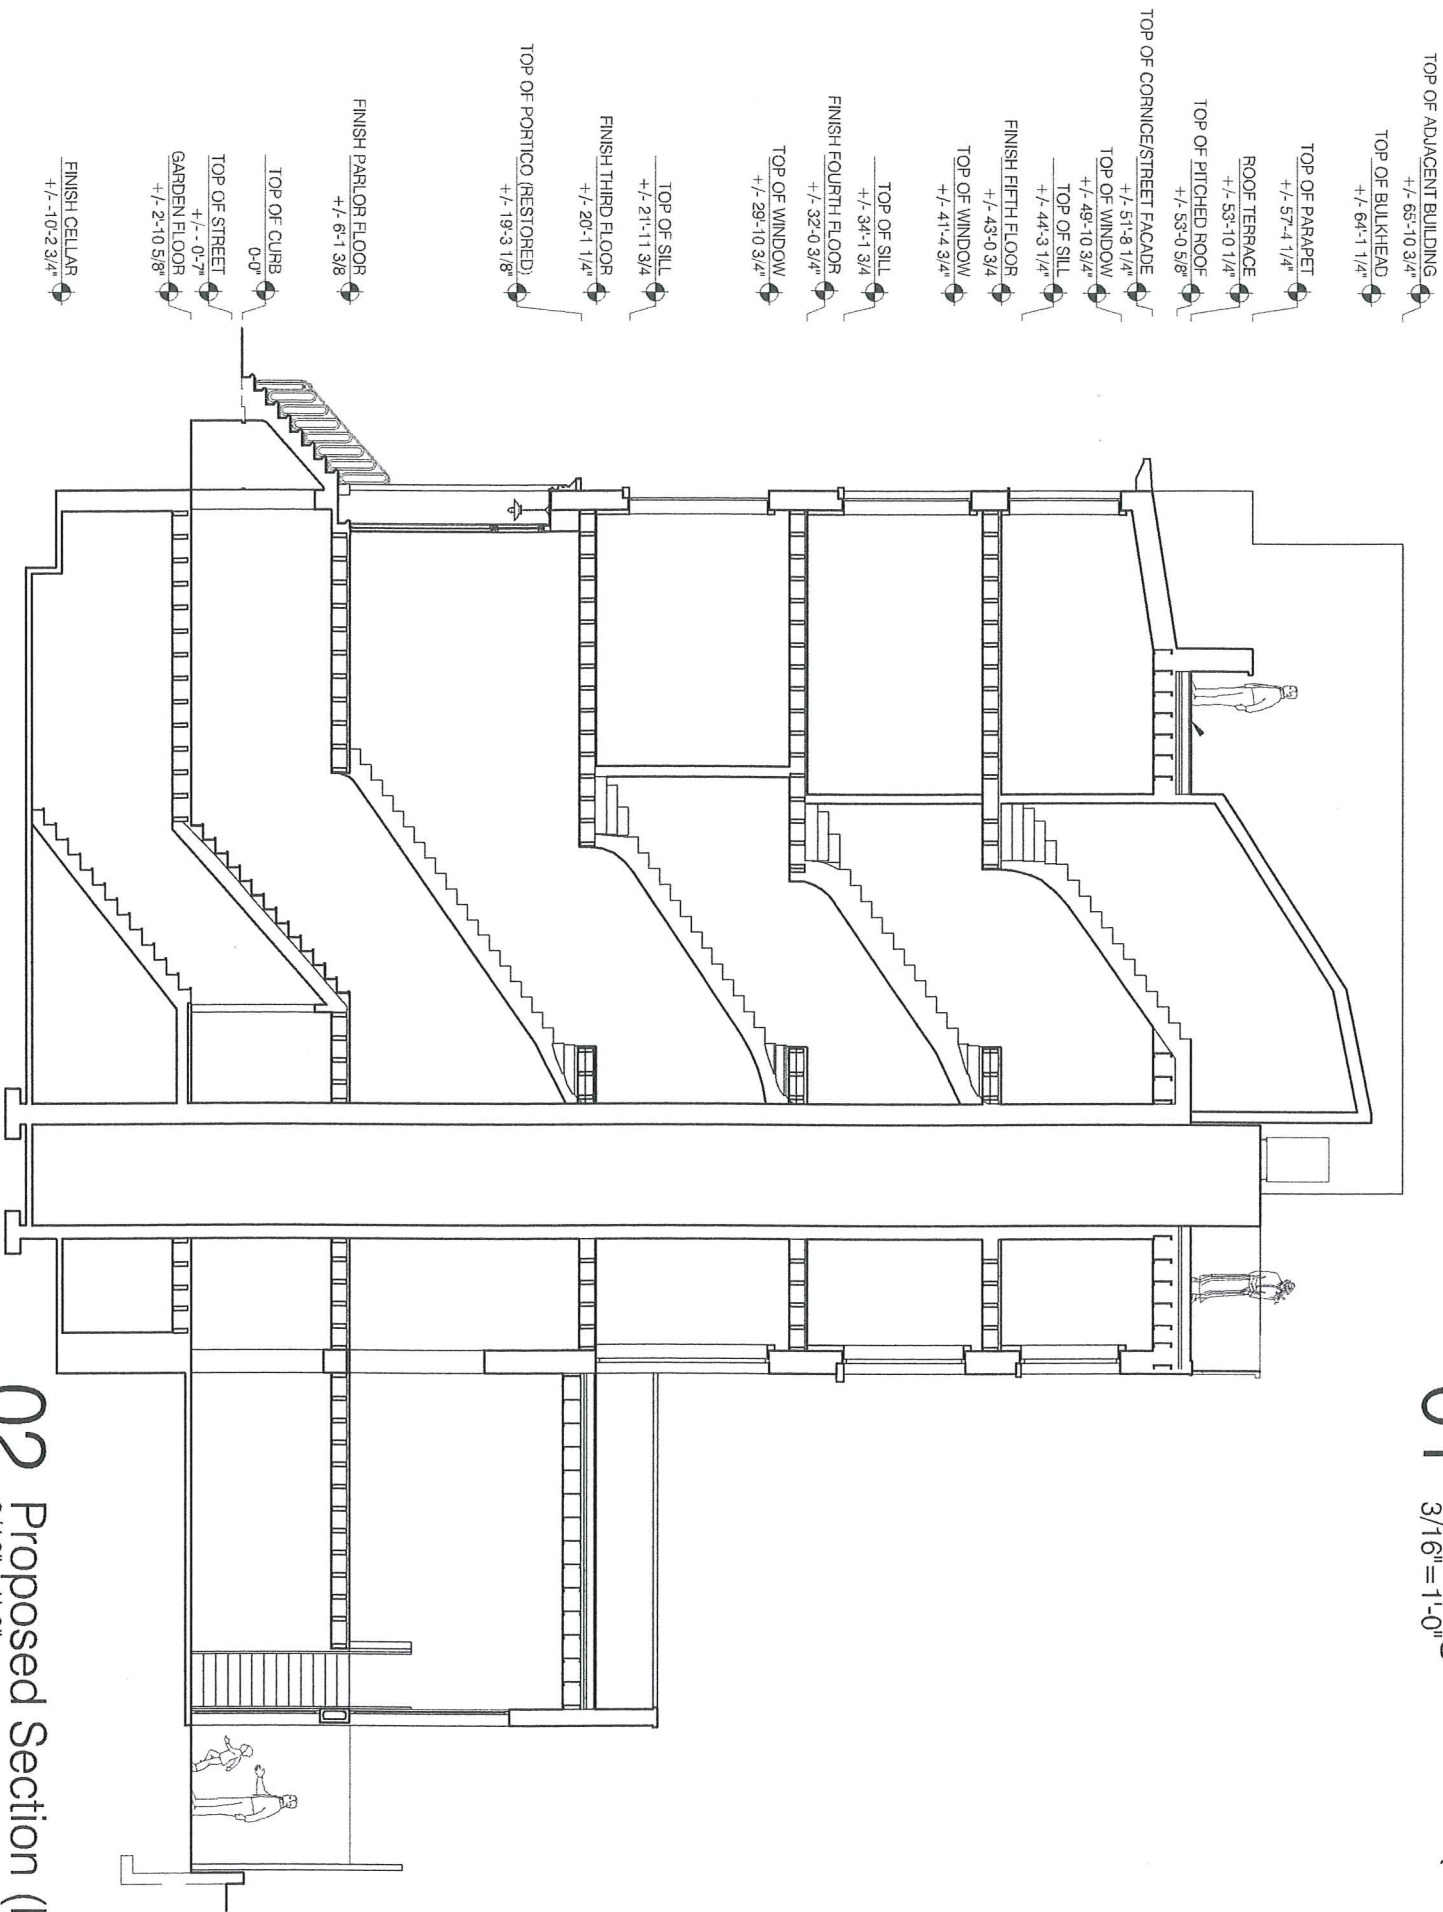 TOP OF ADJACENT BUILDING
+/- 65'-10 3/4"
TOP OF BULKHEAD
+/- 64'-1 1/4"
TOP OF PARAPET
+/- 57'-4 1/4"
ROOF TERRACE
+/- 53'-10 1/4"
TOP OF PITCHED ROOF
+/- 53'-0 5/8"
TOP OF CORNICE/STREET FACADE
+/- 51'-8 1/4"
TOP OF WINDOW
+/- 49'-10 3/4"
TOP OF SILL
+/- 44'-3 1/4"
FINISH FIFTH FLOOR
+/- 43'-0 3/4
TOP OF WINDOW
+/- 41'-4 3/4"
TOP OF SILL
+/- 34'-1 3/4
FINISH FOURTH FLOOR
+/- 32'-0 3/4"
TOP OF WINDOW
+/- 29'-10 3/4"
TOP OF SILL
+/- 21'-11 3/4
FINISH THIRD FLOOR
+/- 20'-1 1/4"
TOP OF PORTICO (RESTORED)
+/- 19'-3 1/8"
FINISH PARLOR FLOOR
+/- 6'-1 3/8
TOP OF CURB
0'-0"
TOP OF STREET
+/- - 0'-7"
GARDEN FLOOR
+/- 2'-10 5/8"
FINISH CELLAR
+/- -10'-2 3/4"
3/16"=1'-0"
02 Proposed Section (